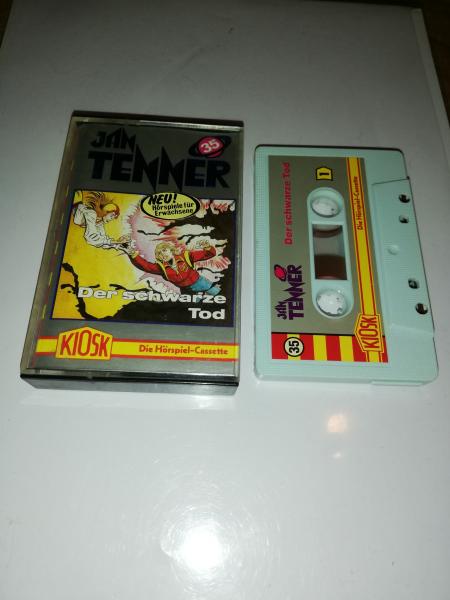 JAN
TENNER
35
NEU!
Hörspiele für
Erwachsene
Der schwarze
Tod
KIOSK
Die Hörspiel-Cassette
35
JAN
TENNER
Der schwarze Tod
1
KIOSK
Die Hörspiel-Cassette